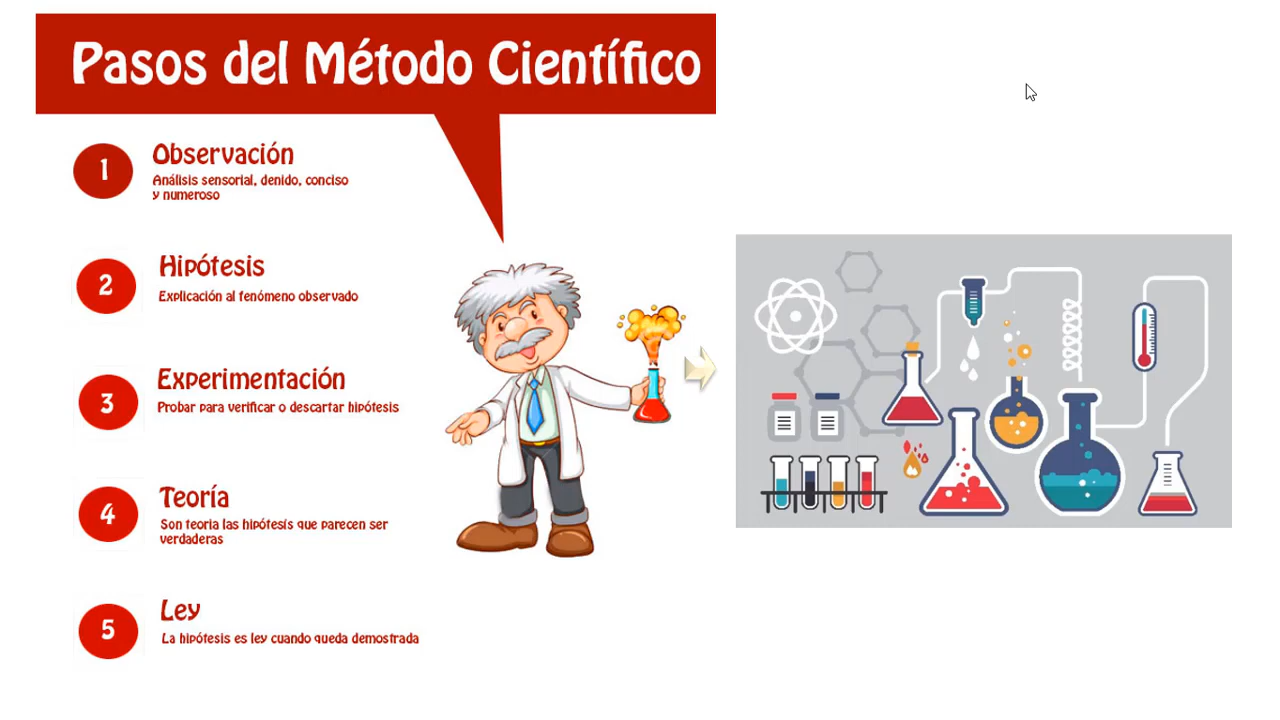 Pasos del Método Científico
1
Observación
Análisis sensorial, denido, conciso
y numeroso
2
Hipótesis
Explicación al fenómeno observado
3
Experimentación
Probar para verificar o descartar hipótesis
4
Teoría
Son teoria las hipótesís que parecen ser
verdaderas
5
Ley
La hipótesis es ley cuando queda demostrada